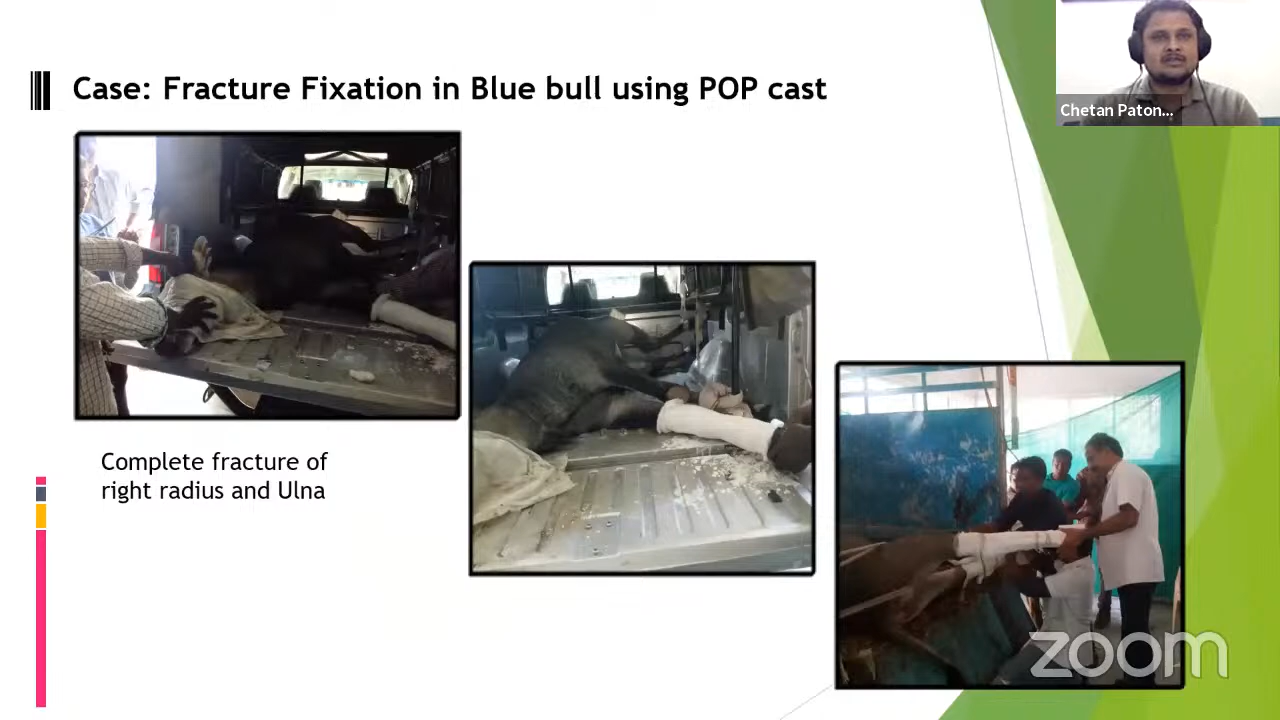 Case: Fracture Fixation in Blue bull using POP cast
Chetan Paton...
Complete fracture of
right radius and Ulna
zoom